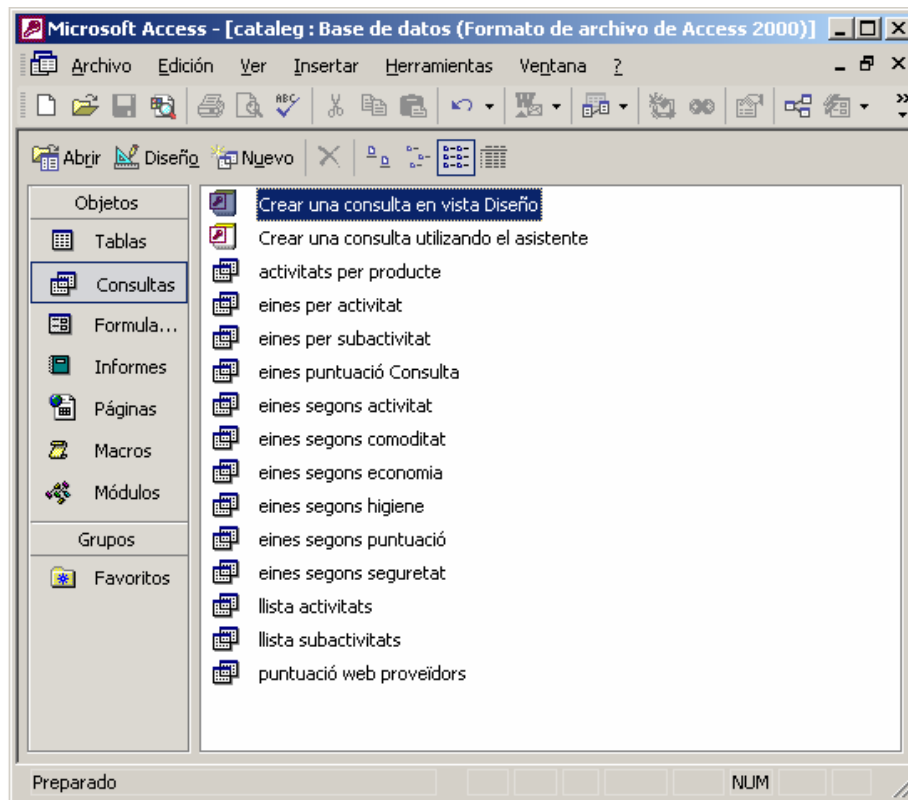 Microsoft Access - [cataleg : Base de datos (Formato de archivo de Access 2000)]
Archivo Edición Ver Insertar Herramientas Ventana ?
ABC
Abrir Diseño Nuevo
Objetos
Tablas
Consultas
Formula...
Informes
Páginas
Macros
Módulos
Grupos
Favoritos
Crear una consulta en vista Diseño
Crear una consulta utilizando el asistente
activitats per producte
eines per activitat
eines per subactivitat
eines puntuació Consulta
eines segons activitat
eines segons comoditat
eines segons economia
eines segons higiene
eines segons puntuació
eines segons seguretat
llista activitats
llista subactivitats
puntuació web proveïdors
Preparado NUM